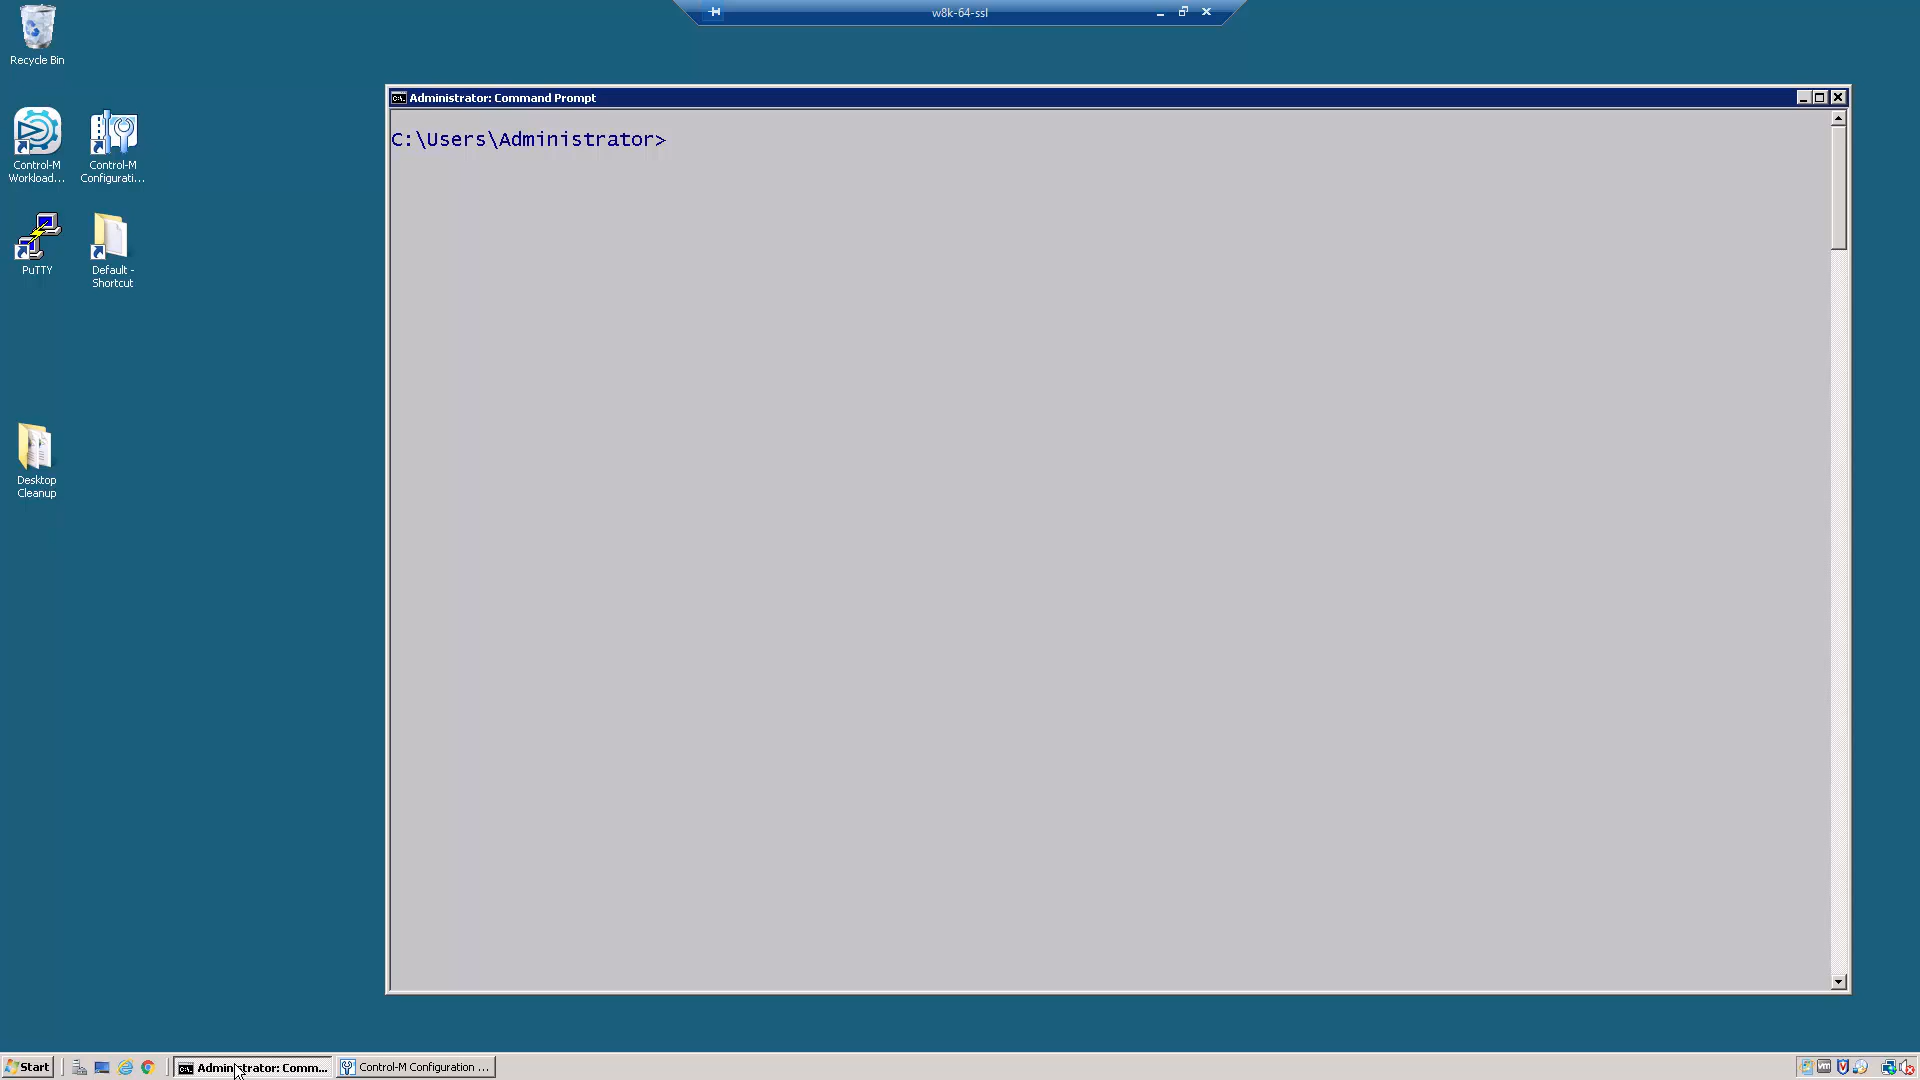 w8k-64-ssl
Recycle Bin
Administrator: Command Prompt
C:\Users\Administrator>
Control-M
Workload...
Control-M
Configurati...
PuTTY
Default -
Shortcut
Desktop
Cleanup
Start
Administrator: Comm...
Control-M Configuration ...